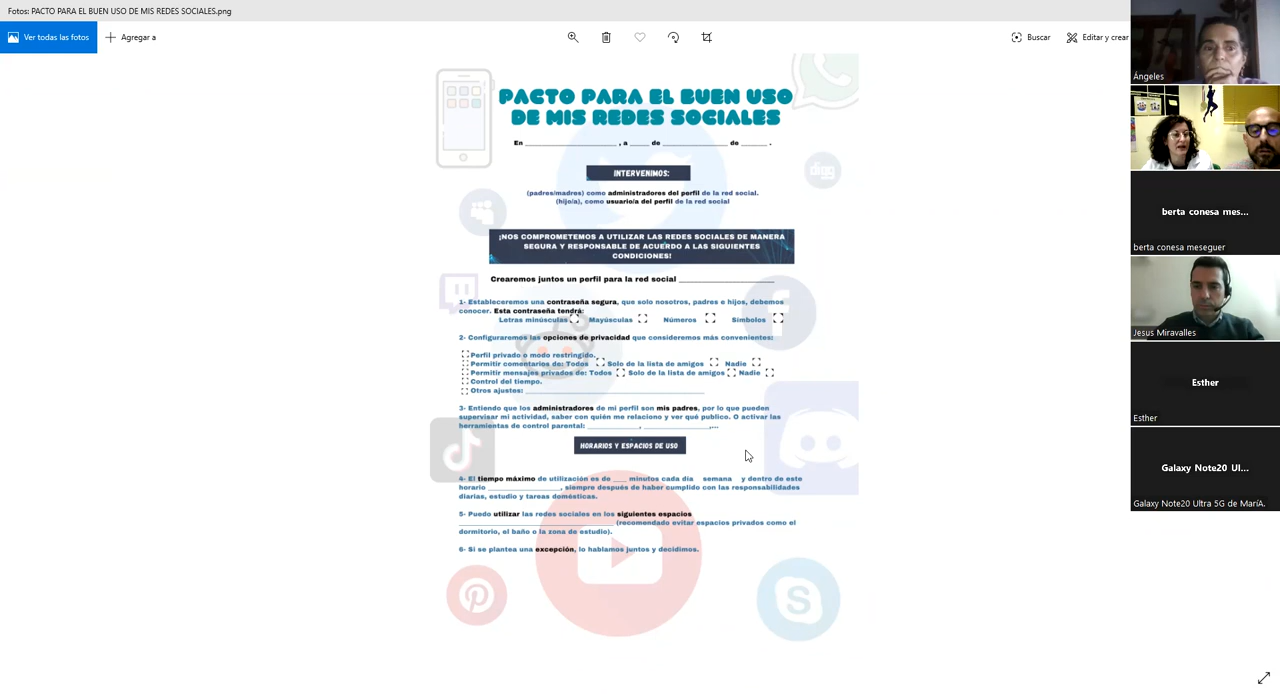 Fotos: PACTO PARA EL BUEN USO DE MIS REDES SOCIALES.png
Ver todas las fotos
Agregar a
Buscar
Editar y crear
PACTO PARA EL BUEN USO
DE MIS REDES SOCIALES
En ____________________ , a ____ de ______________ de ______ .
INTERVENIMOS:
(padres/madres) como administradores del perfil de la red social.
(hijo/a), como usuario/a del perfil de la red social
¡NOS COMPROMETEMOS A UTILIZAR LAS REDES SOCIALES DE MANERA
SEGURA Y RESPONSABLE DE ACUERDO A LAS SIGUIENTES
CONDICIONES!
Crearemos juntos un perfil para la red social ____________________
1- Estableceremos una contraseña segura, que solo nosotros, padres e hijos, debemos
conocer. Esta contraseña tendrá:
Letras minúsculas Mayúsculas Números Símbolos
2- Configuraremos las opciones de privacidad que consideremos más convenientes:
Perfil privado o modo restringido.
Permitir comentarios de: Todos Solo de la lista de amigos Nadie
Permitir mensajes privados de: Todos Solo de la lista de amigos Nadie
Control del tiempo.
Otros ajustes: ________________________________________
3- Entiendo que los administradores de mi perfil son mis padres, por lo que pueden
supervisar mi actividad, saber con quién me relaciono y ver qué publico. O activar las
herramientas de control parental: ____________, ________________,...
HORARIOS Y ESPACIOS DE USO
4- El tiempo máximo de utilización es de ___ minutos cada día semana y dentro de este
horario ______________________, siempre después de haber cumplido con las responsabilidades
diarias, estudio y tareas domésticas.
5- Puedo utilizar las redes sociales en los siguientes espacios
__________________________________ (recomendado evitar espacios privados como el
dormitorio, el baño o la zona de estudio).
6- Si se plantea una excepción, lo hablamos juntos y decidimos.
digg
Ángeles
berta conesa mes...
berta conesa meseguer
Jesus Miravalles
Esther
Esther
Galaxy Note20 Ul...
Galaxy Note20 Ultra 5G de MaríA.